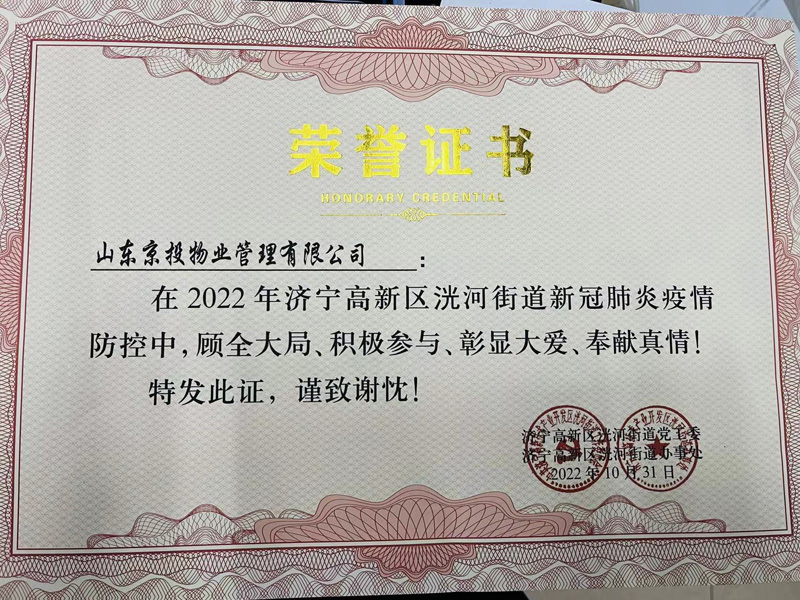 荣誉证书
HONORARY CREDENTIAL
山东京投物业管理有限公司：
在2022年济宁高新区洸河街道新冠肺炎疫情
防控中，顾全大局、积极参与、彰显大爱、奉献真情！
特发此证，谨致谢忱！
济宁高新区洸河街道党工委
济宁高新区洸河街道办事处
2022年10月31日